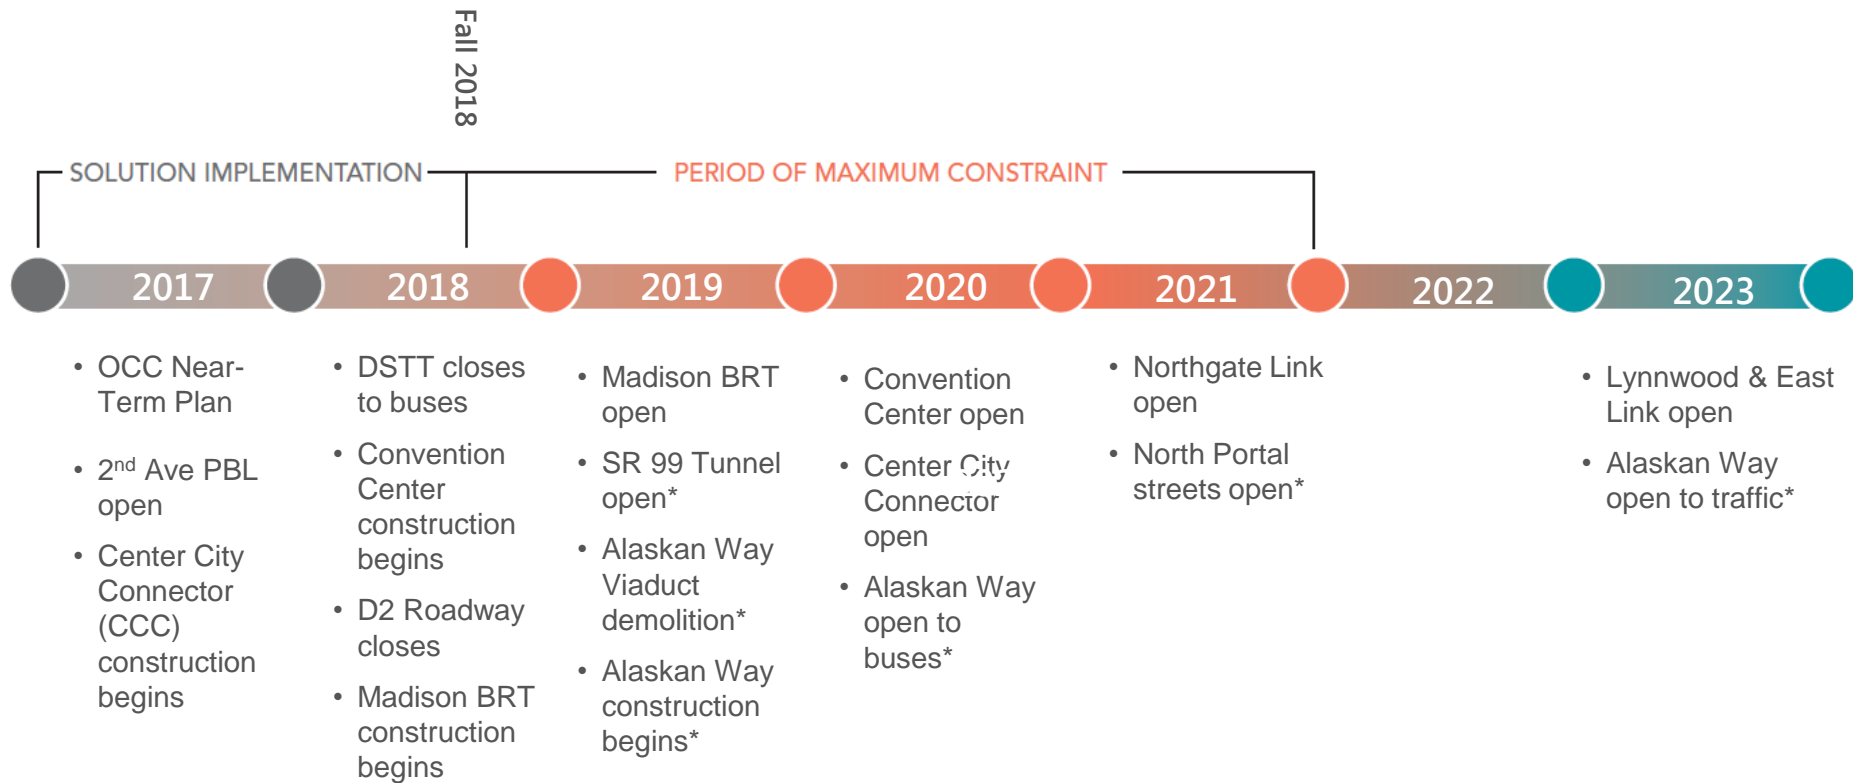 Fall 2018
SOLUTION IMPLEMENTATION
PERIOD OF MAXIMUM CONSTRAINT
2017
2018
2019
2020
2021
2022
2023
• OCC Near-
Term Plan
• 2nd Ave PBL
open
• Center City
Connector
(CCC)
construction
begins
• DSTT closes
to buses
• Convention
Center
construction
begins
• D2 Roadway
closes
• Madison BRT
construction
begins
• Madison BRT
open
• SR 99 Tunnel
open*
• Alaskan Way
Viaduct
demolition*
• Alaskan Way
construction
begins*
• Convention
Center open
• Center City
Connector
open
• Alaskan Way
open to
buses*
• Northgate Link
open
• North Portal
streets open*
• Lynnwood & East
Link open
• Alaskan Way
open to traffic*